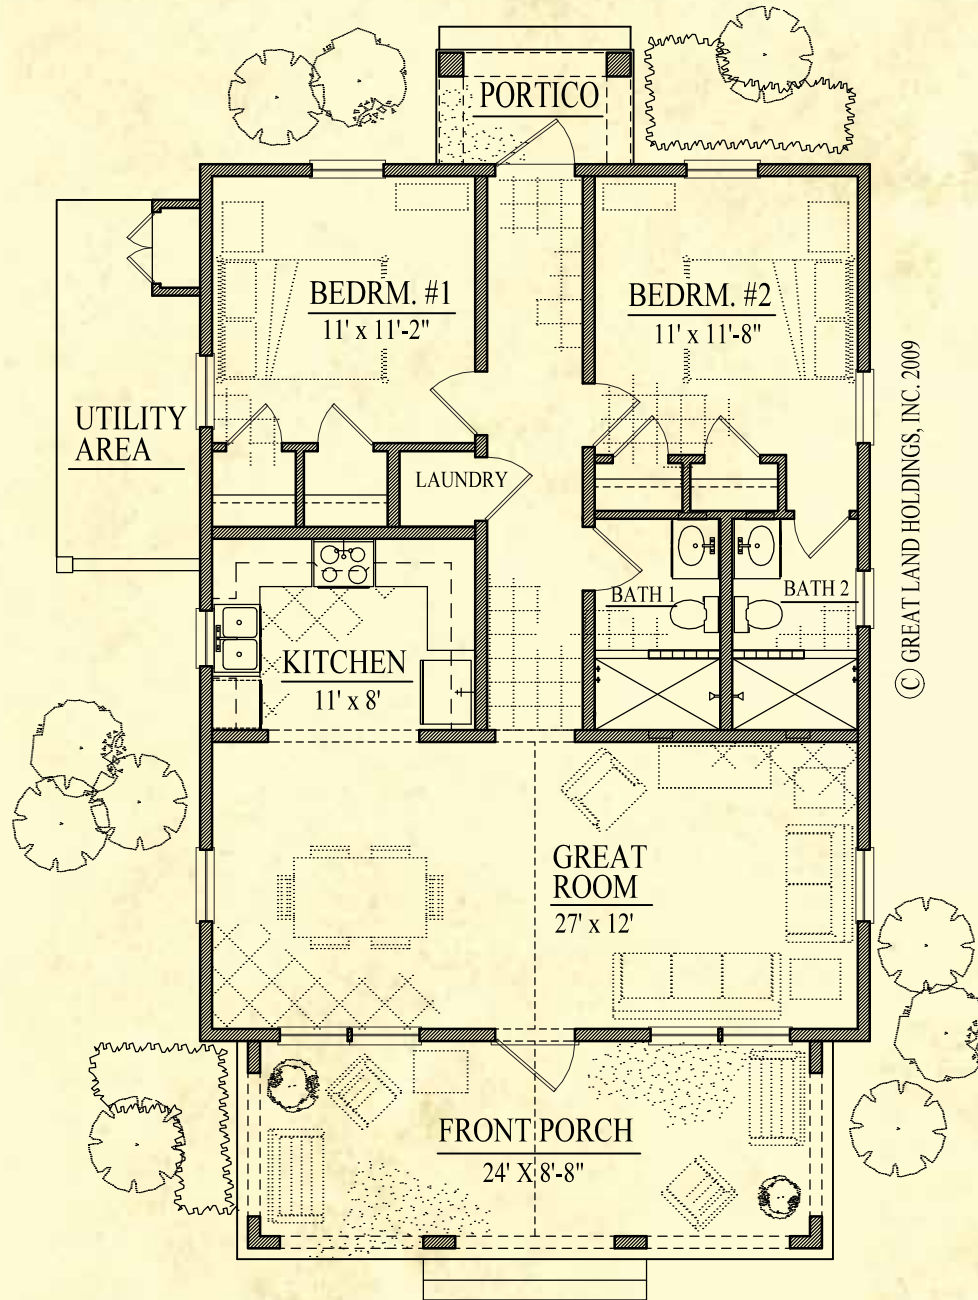 PORTICO
BEDRM. #1
11' x 11'-2"
BEDRM. #2
11' x 11'-8"
UTILITY
AREA
LAUNDRY
BATH 1
BATH 2
KITCHEN
11' x 8'
GREAT
ROOM
27' x 12'
FRONT PORCH
24' X 8'-8"
© GREAT LAND HOLDINGS, INC. 2009